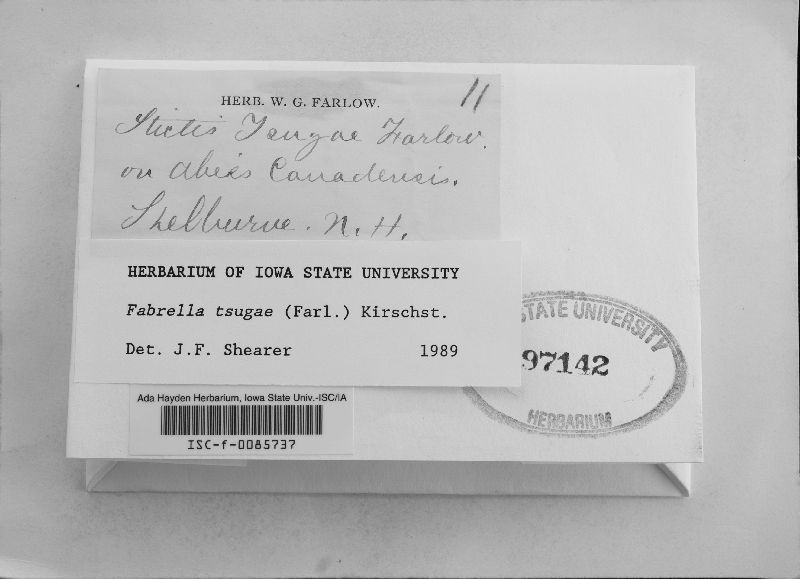 HERB. W. G. FARLOW.
11
Stictis Tsugae Farlow.
on Abies Canadensis.
Shelburne. N. H.
HERBARIUM OF IOWA STATE UNIVERSITY
Fabrella tsugae (Farl.) Kirschst.
Det. J.F. Shearer 1989
STATE UNIVERSITY
97142
HERBARIUM
Ada Hayden Herbarium, Iowa State Univ.-ISC/IA
ISC-f-0085737